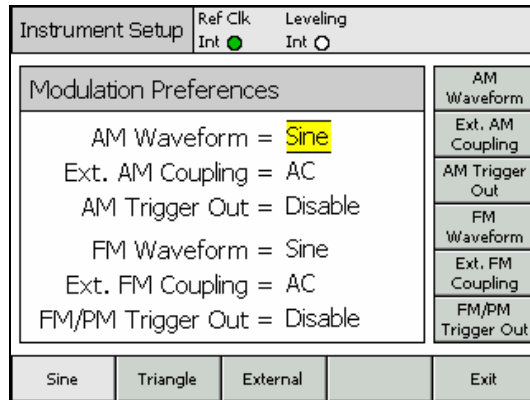 Instrument Setup
Ref Clk
Int
Leveling
Int
Modulation Preferences
AM Waveform = Sine
Ext. AM Coupling = AC
AM Trigger Out = Disable
FM Waveform = Sine
Ext. FM Coupling = AC
FM/PM Trigger Out = Disable
AM
Waveform
Ext. AM
Coupling
AM Trigger
Out
FM
Waveform
Ext. FM
Coupling
FM/PM
Trigger Out
Sine
Triangle
External
Exit